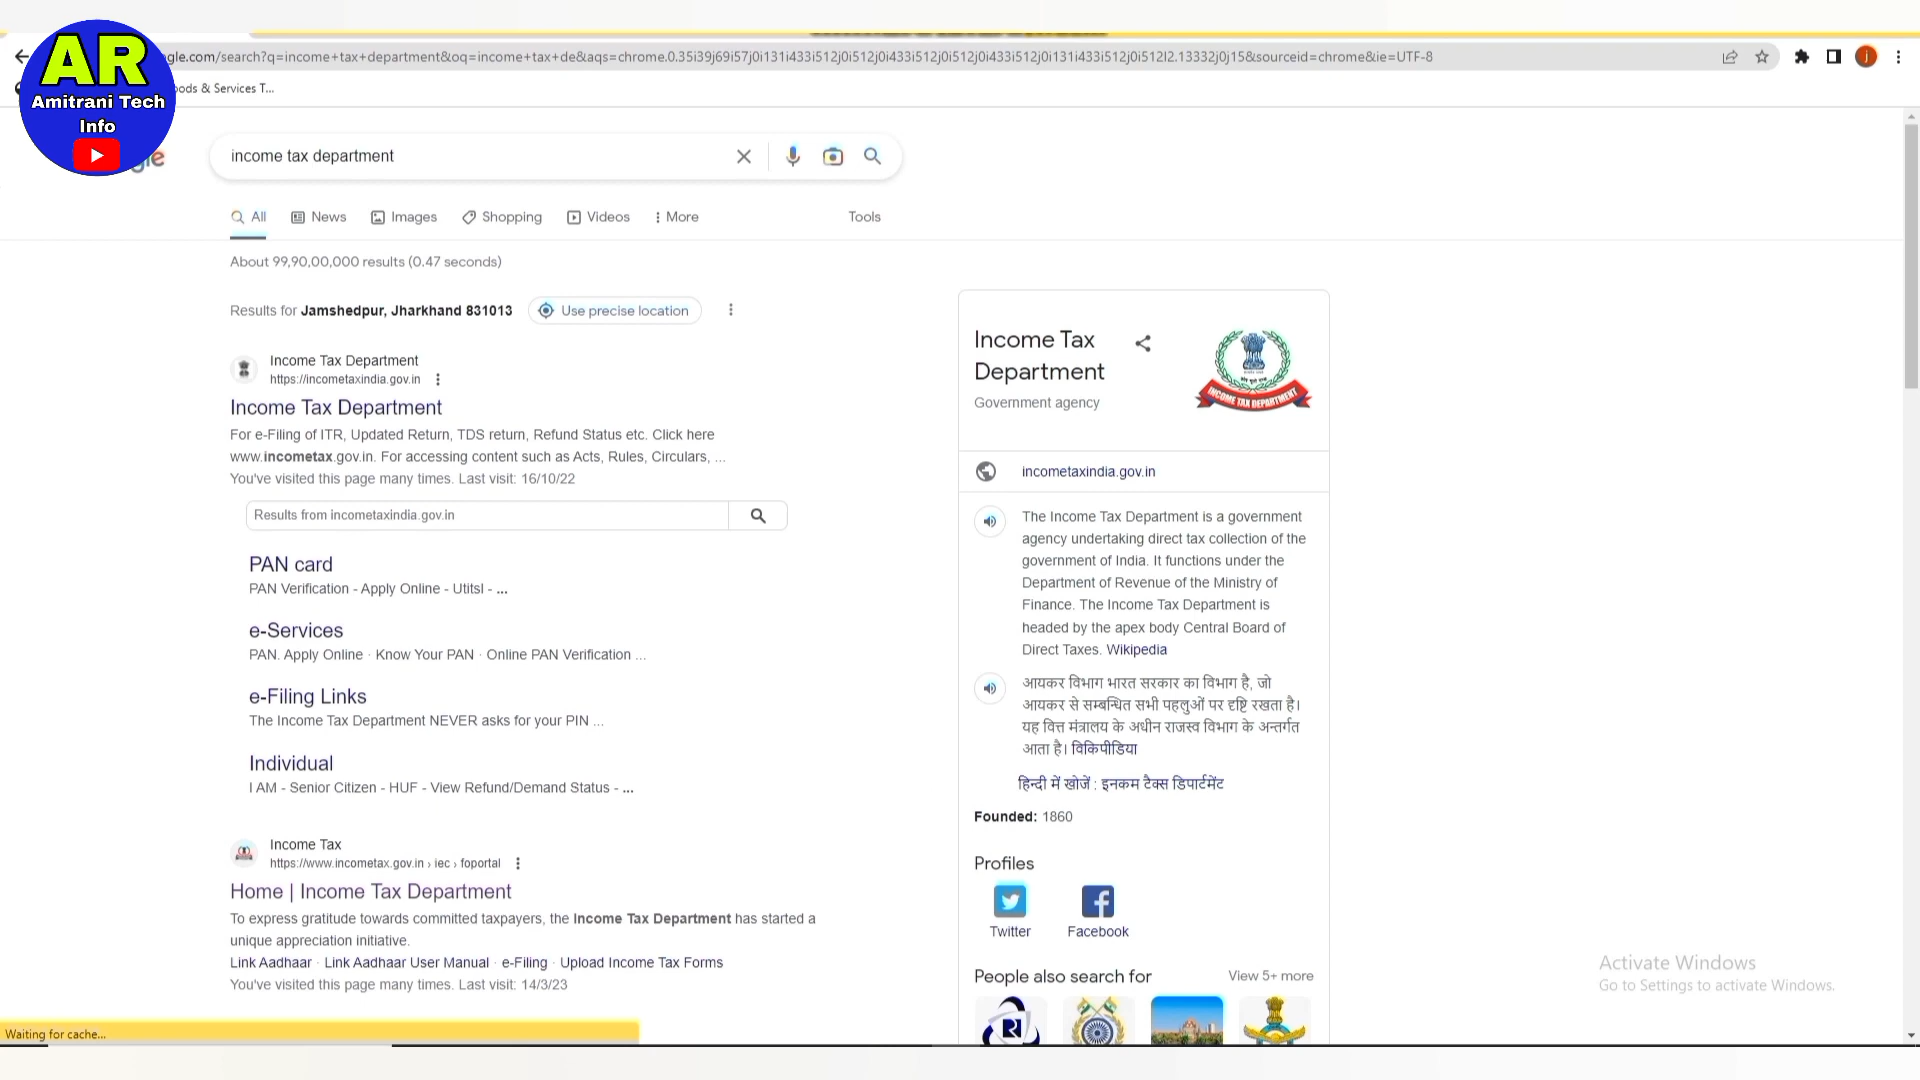 AR
Amitrani Tech
Info
gle.com/search?q=income+tax+department&oq=income+tax+de&aqs=chrome.0.35i39j69i57j0i131i433i512j0i512j0i433i512j0i512j0i433i512j0i131i433i512j0i512l2.13332j0j15&sourceid=chrome&ie=UTF-8
j
oods & Services T...
gle
income tax department
All News Images Shopping Videos More Tools
About 99,90,00,000 results (0.47 seconds)
Results for Jamshedpur, Jharkhand 831013 Use precise location
Income Tax Department
https://incometaxindia.gov.in
Income Tax Department
For e-Filing of ITR, Updated Return, TDS return, Refund Status etc. Click here
www.incometax.gov.in. For accessing content such as Acts, Rules, Circulars, ...
You've visited this page many times. Last visit: 16/10/22
Results from incometaxindia.gov.in
PAN card
PAN Verification - Apply Online - Utitsl - ...
e-Services
PAN. Apply Online · Know Your PAN · Online PAN Verification ...
e-Filing Links
The Income Tax Department NEVER asks for your PIN ...
Individual
I AM - Senior Citizen - HUF - View Refund/Demand Status - ...
Income Tax
https://www.incometax.gov.in › iec › foportal
Home | Income Tax Department
To express gratitude towards committed taxpayers, the Income Tax Department has started a
unique appreciation initiative.
Link Aadhaar · Link Aadhaar User Manual · e-Filing · Upload Income Tax Forms
You've visited this page many times. Last visit: 14/3/23
Income Tax
Department
Government agency
INCOME TAX DEPARTMENT
incometaxindia.gov.in
The Income Tax Department is a government
agency undertaking direct tax collection of the
government of India. It functions under the
Department of Revenue of the Ministry of
Finance. The Income Tax Department is
headed by the apex body Central Board of
Direct Taxes. Wikipedia
आयकर विभाग भारत सरकार का विभाग है, जो
आयकर से सम्बन्धित सभी पहलुओं पर दृष्टि रखता है।
यह वित्त मंत्रालय के अधीन राजस्व विभाग के अन्तर्गत
आता है। विकिपीडिया
हिन्दी में खोजें : इनकम टैक्स डिपार्टमेंट
Founded: 1860
Profiles
Twitter Facebook
People also search for View 5+ more
Activate Windows
Go to Settings to activate Windows.
Waiting for cache...